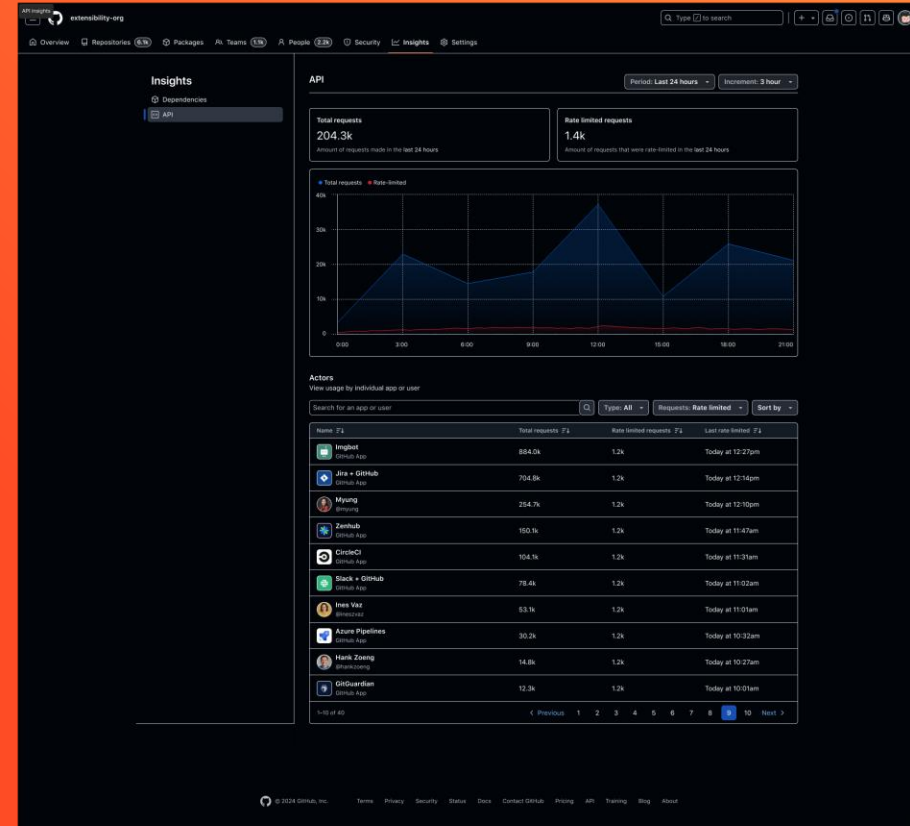 API Insights
extensibility-org
Type / to search
Overview Repositories 6.1k Packages Teams 1.1k People 2.2k Security Insights Settings
Insights
Dependencies
API
API
Period: Last 24 hours Increment: 3 hour
Total requests
204.3k
Amount of requests made in the last 24 hours
Rate limited requests
1.4k
Amount of requests that were rate-limited in the last 24 hours
Total requests Rate-limited
40k
30k
20k
10k
0
0:00 3:00 6:00 9:00 12:00 15:00 18:00 21:00
Actors
View usage by individual app or user
Search for an app or user Type: All Requests: Rate limited Sort by
Name Total requests Rate limited requests Last rate limited
Imgbot
GitHub App
884.0k 1.2k Today at 12:27pm
Jira + GitHub
GitHub App
704.8k 1.2k Today at 12:14pm
Myung
@myung
254.7k 1.2k Today at 12:10pm
Zenhub
GitHub App
150.1k 1.2k Today at 11:47am
CircleCI
GitHub App
104.1k 1.2k Today at 11:31am
Slack + GitHub
GitHub App
78.4k 1.2k Today at 11:02am
Ines Vaz
@ineszvaz
53.1k 1.2k Today at 11:01am
Azure Pipelines
GitHub App
30.2k 1.2k Today at 10:32am
Hank Zoeng
@hankzoeng
14.8k 1.2k Today at 10:27am
GitGuardian
GitHub App
12.3k 1.2k Today at 10:01am
1-10 of 40 Previous 1 2 3 4 5 6 7 8 9 10 Next
© 2024 GitHub, Inc. Terms Privacy Security Status Docs Contact GitHub Pricing API Training Blog About